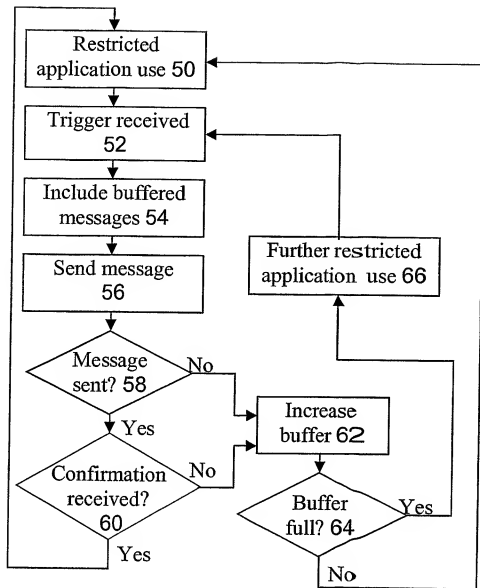 Restricted
application use 50
Trigger received
52
Include buffered
messages 54
Send message
56
Further restricted
application use 66
Message
sent? 58
No
Yes
Increase
buffer 62
Confirmation
received?
60
No
Yes
Buffer
full? 64
Yes
No